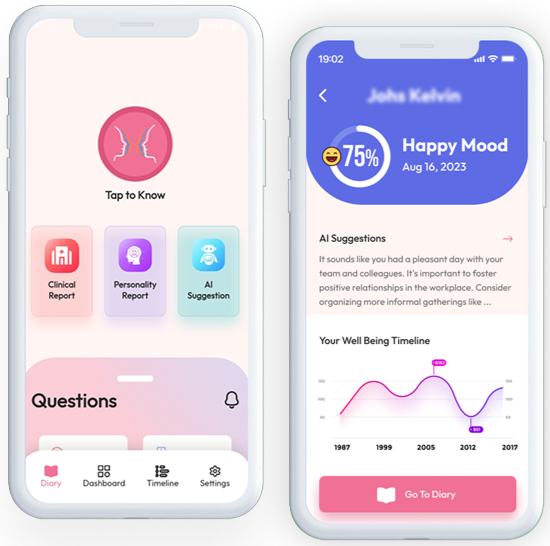 Tap to Know
Clinical
Report
Personality
Report
AI
Suggestion
Questions
Diary
Dashboard
Timeline
Settings
19:02
Johs Kelvin
75%
Happy Mood
Aug 16, 2023
AI Suggestions
It sounds like you had a pleasant day with your
team and colleagues. It's important to foster
positive relationships in the workplace. Consider
organizing more informal gatherings like ...
Your Well Being Timeline
1987 1999 2005 2012 2017
Go To Diary